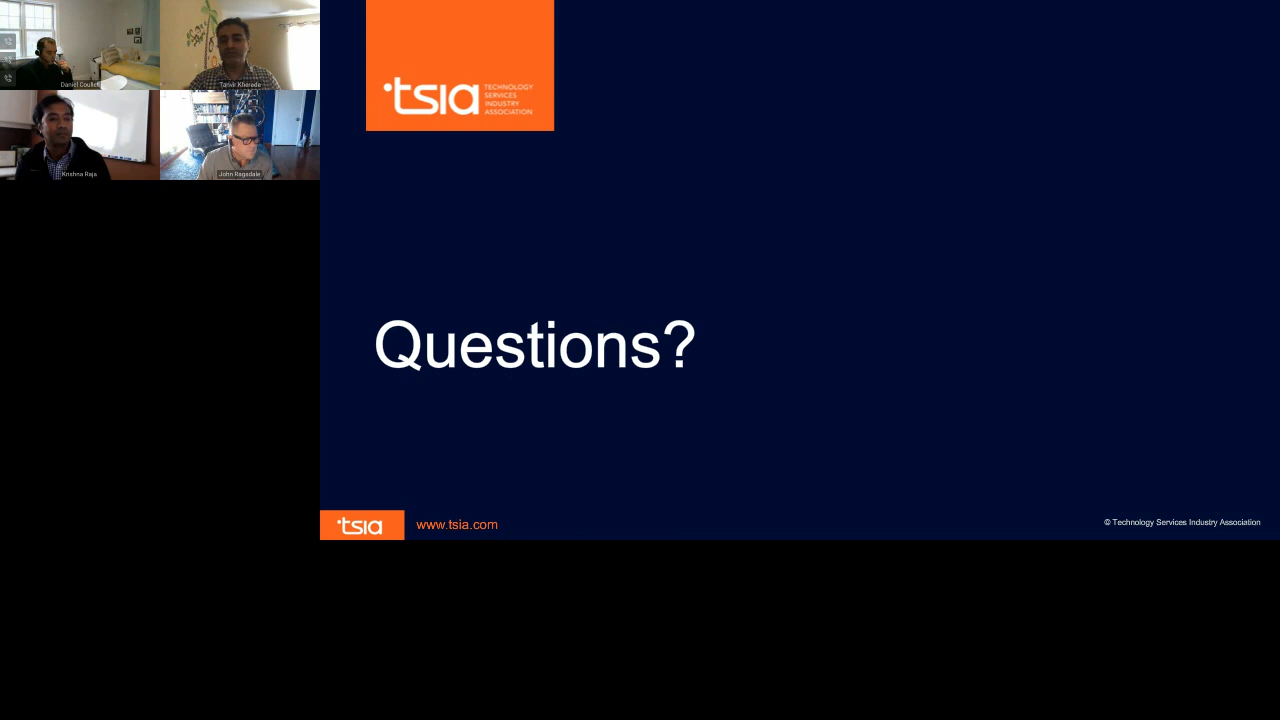 Daniel Coullet
Tanvir Kherada
Krishna Raja
John Ragsdale
tsia TECHNOLOGY
SERVICES
INDUSTRY
ASSOCIATION
Questions?
tsia www.tsia.com
© Technology Services Industry Association